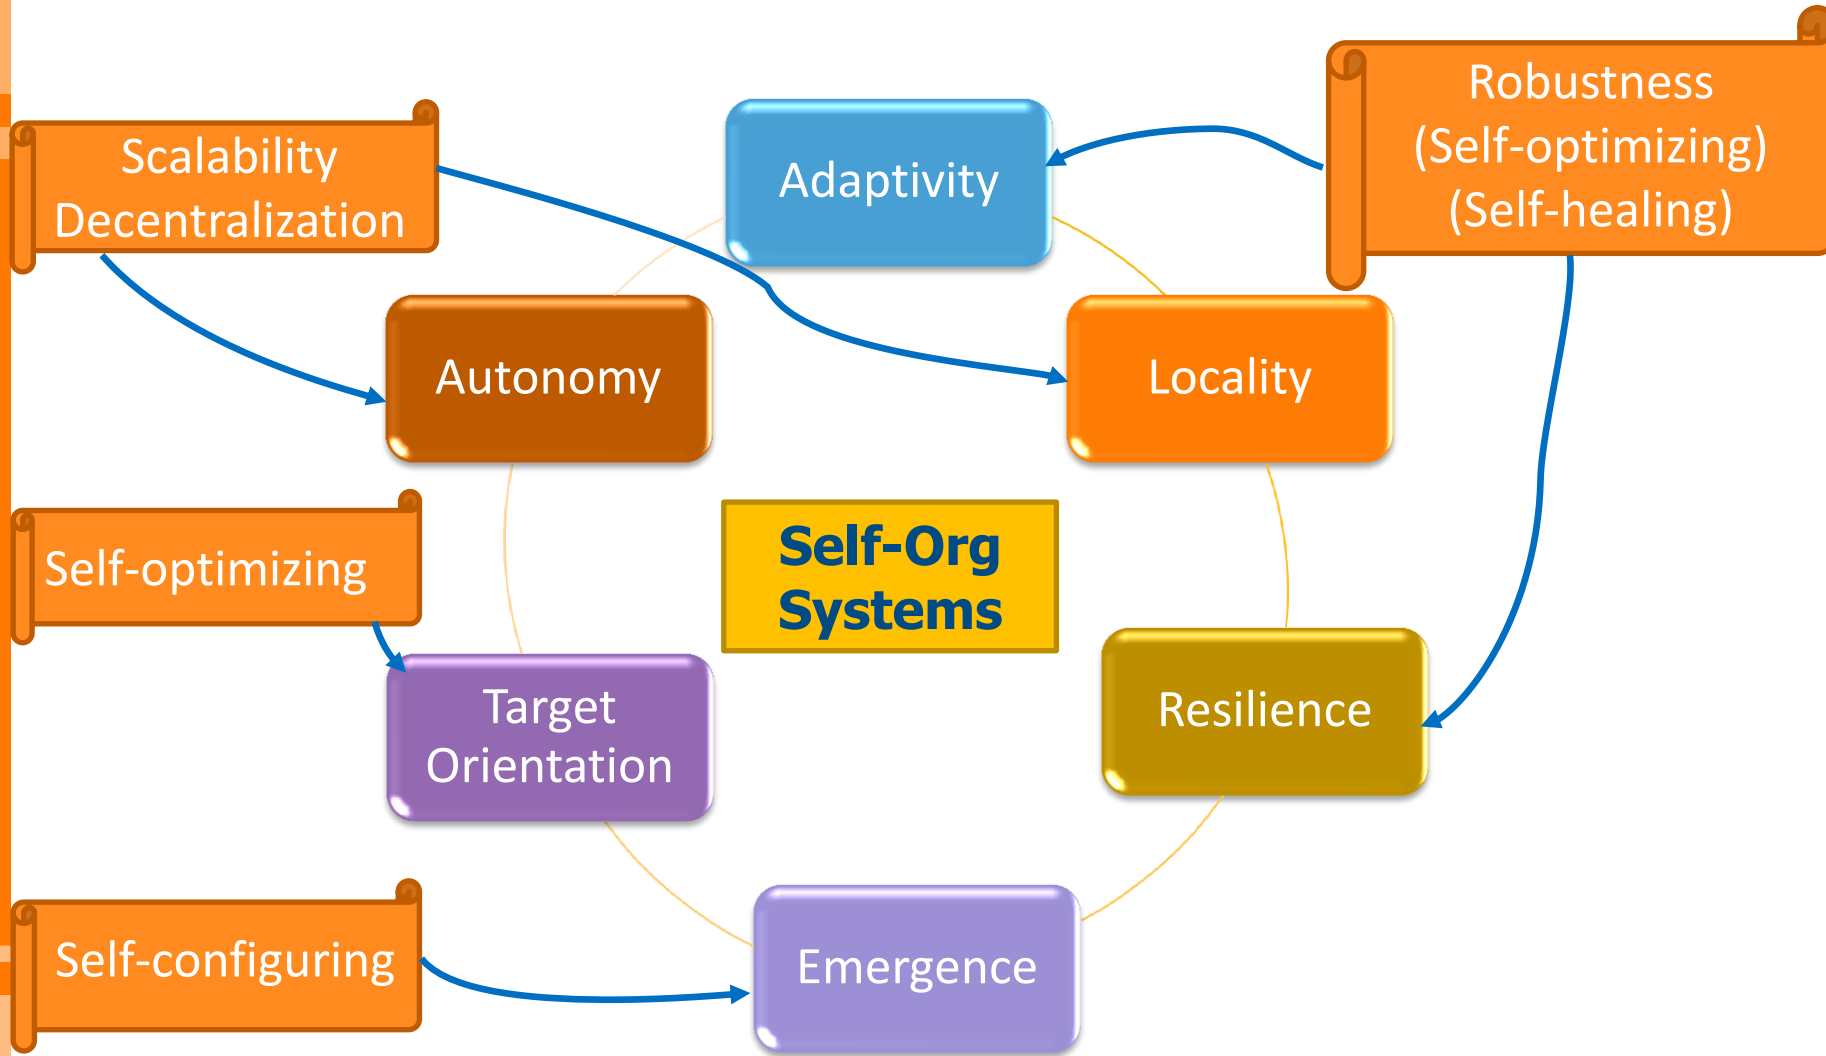 Robustness
(Self-optimizing)
(Self-healing)
Scalability
Decentralization
Adaptivity
Autonomy
Locality
Self-optimizing
Self-Org
Systems
Target
Orientation
Resilience
Self-configuring
Emergence